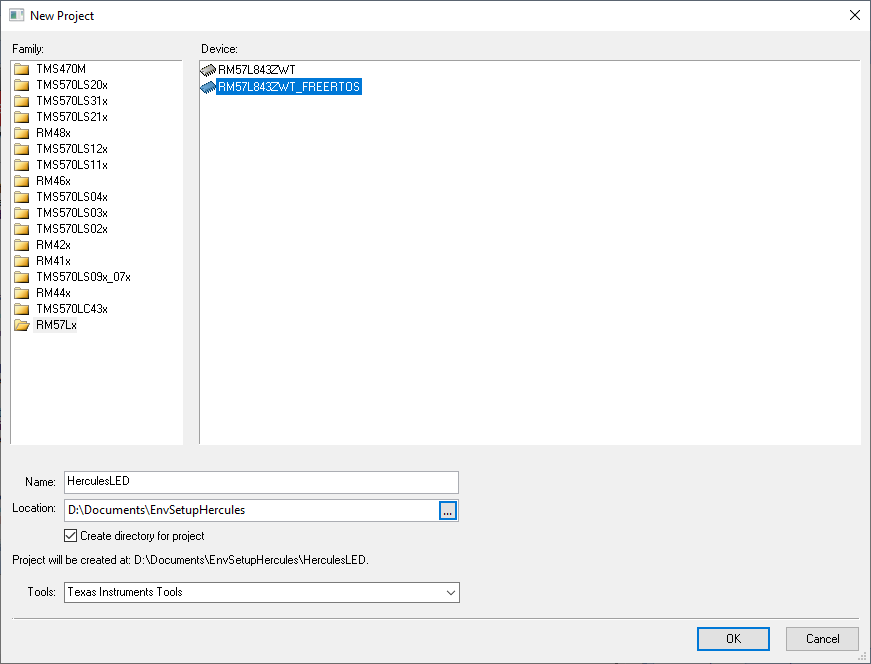 New Project
Family:
TMS470M
TMS570LS20x
TMS570LS31x
TMS570LS21x
RM48x
TMS570LS12x
TMS570LS11x
RM46x
TMS570LS04x
TMS570LS03x
TMS570LS02x
RM42x
RM41x
TMS570LS09x_07x
RM44x
TMS570LC43x
RM57Lx
Device:
RM57L843ZWT
RM57L843ZWT_FREERTOS
Name: HerculesLED
Location: D:\Documents\EnvSetupHercules ...
Create directory for project
Project will be created at: D:\Documents\EnvSetupHercules\HerculesLED.
Tools: Texas Instruments Tools
OK Cancel